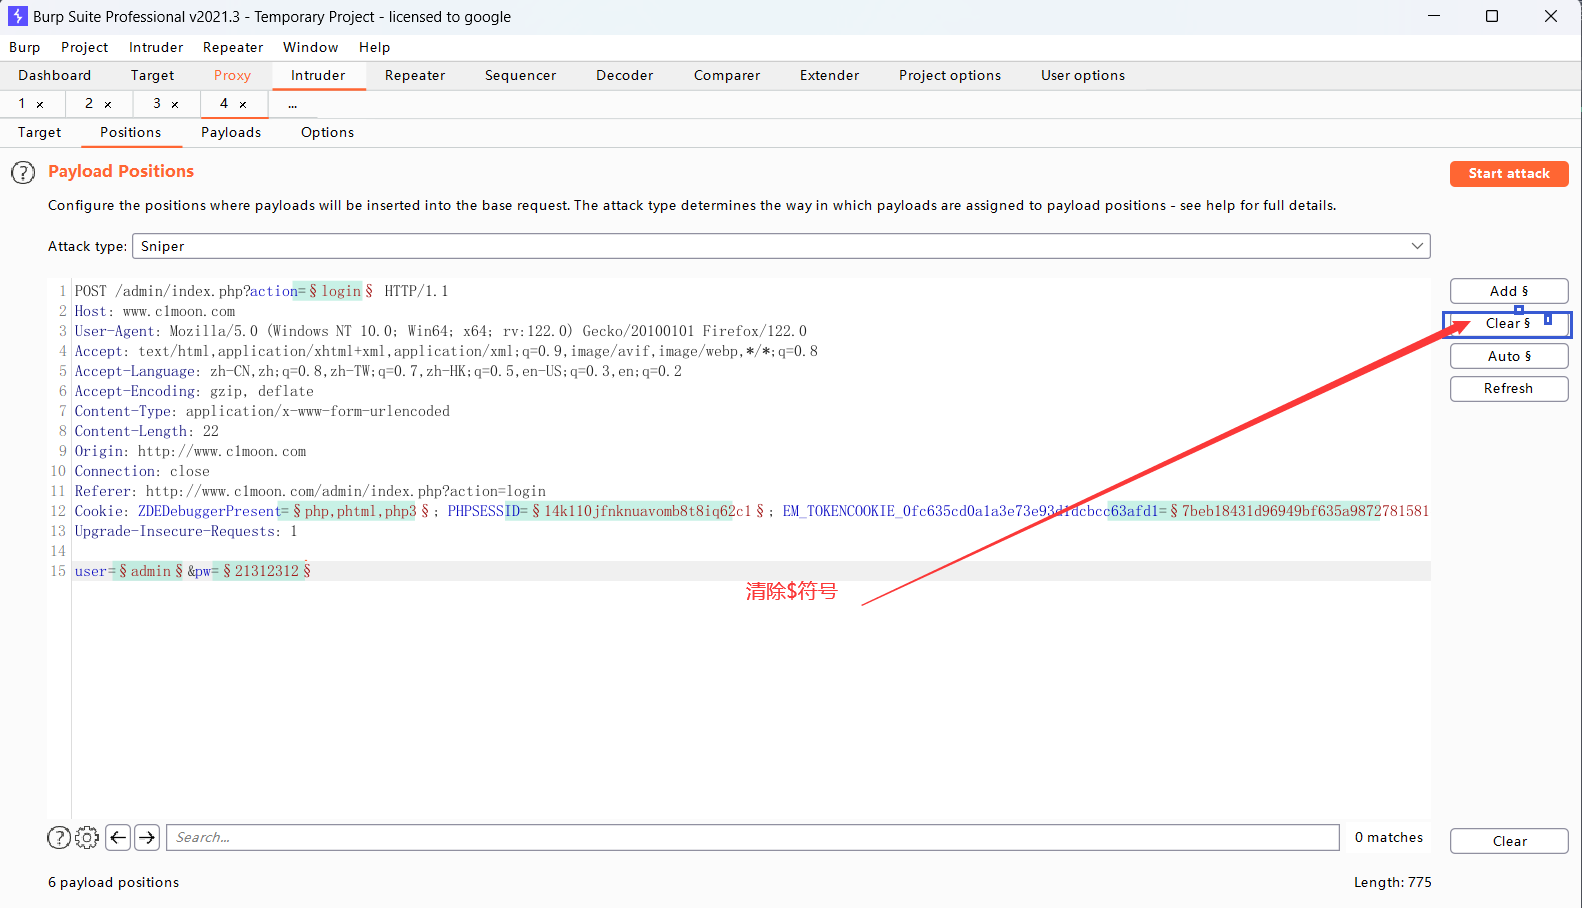 Burp Suite Professional v2021.3 - Temporary Project - licensed to google
Burp Project Intruder Repeater Window Help
Dashboard Target Proxy Intruder Repeater Sequencer Decoder Comparer Extender Project options User options
1 × 2 × 3 × 4 × ...
Target Positions Payloads Options
? Payload Positions
Start attack
Configure the positions where payloads will be inserted into the base request. The attack type determines the way in which payloads are assigned to payload positions - see help for full details.
Attack type: Sniper
1 POST /admin/index.php?action=§login§ HTTP/1.1
2 Host: www.c1moon.com
3 User-Agent: Mozilla/5.0 (Windows NT 10.0; Win64; x64; rv:122.0) Gecko/20100101 Firefox/122.0
4 Accept: text/html,application/xhtml+xml,application/xml;q=0.9,image/avif,image/webp,*/*;q=0.8
5 Accept-Language: zh-CN,zh;q=0.8,zh-TW;q=0.7,zh-HK;q=0.5,en-US;q=0.3,en;q=0.2
6 Accept-Encoding: gzip, deflate
7 Content-Type: application/x-www-form-urlencoded
8 Content-Length: 22
9 Origin: http://www.c1moon.com
10 Connection: close
11 Referer: http://www.c1moon.com/admin/index.php?action=login
12 Cookie: ZDEDebuggerPresent=§php,phtml,php3§; PHPSESSID=§14k110jfnknuavomb8t8iq62c1§; EM_TOKENCOOKIE_0fc635cd0a1a3e73e93d1dcbcc63afd1=§7beb18431d96949bf635a9872781581
13 Upgrade-Insecure-Requests: 1
14
15 user=§admin§&pw=§21312312§
Add §
Clear §
Auto §
Refresh
清除$符号
? Search... 0 matches
Clear
6 payload positions
Length: 775